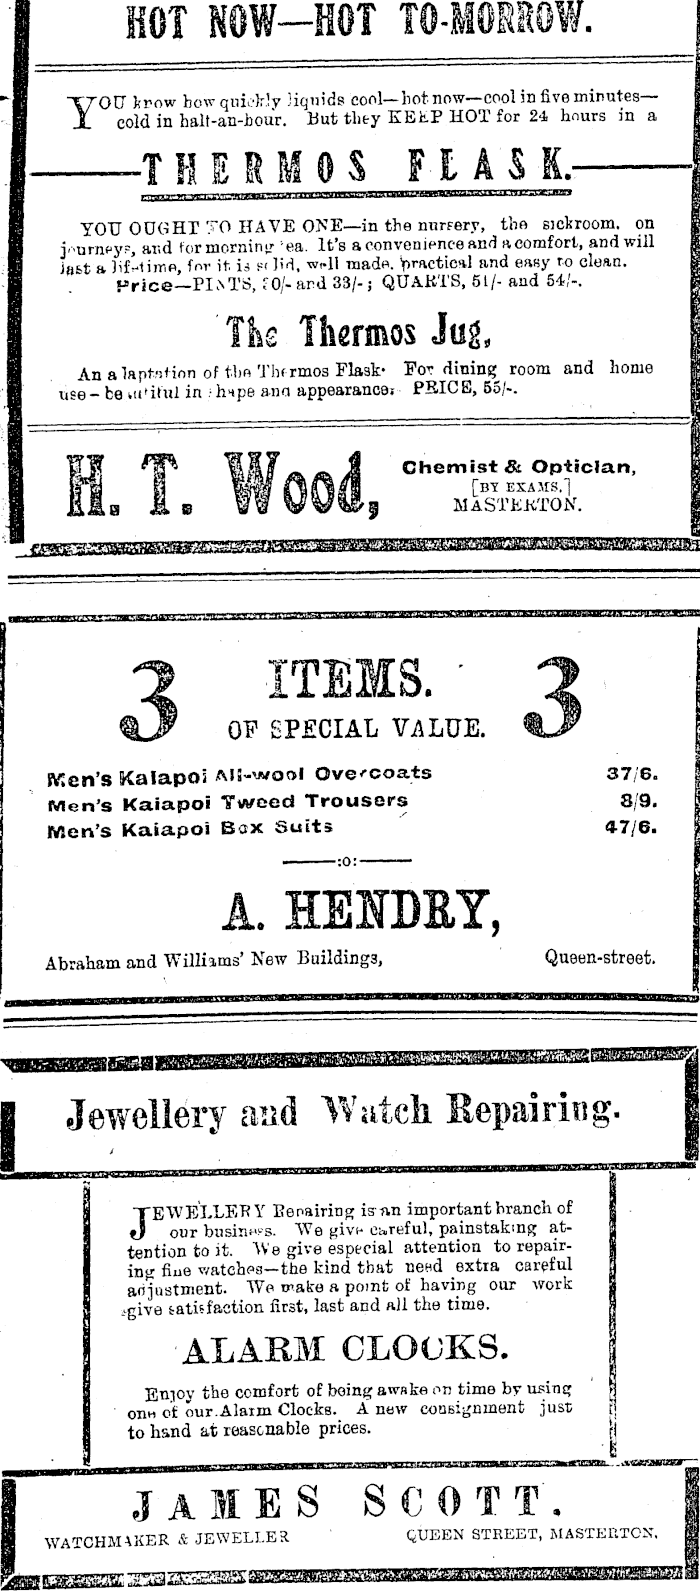 HOT NOW—HOT TO-MORROW.
YOU know how quickly liquids cool—hot now—cool in five minutes—
cold in half-an-hour. But they KEEP HOT for 24 hours in a
THERMOS FLASK.
YOU OUGHT TO HAVE ONE—in the nursery, the sickroom, on
journeys, and for morning tea. It's a convenience and a comfort, and will
last a lifetime, for it is solid, well made, practical and easy to clean.
Price—PINTS, 30/- and 33/-; QUARTS, 51/- and 54/-.
The Thermos Jug,
An adaptation of the Thermos Flask. For dining room and home
use—beautiful in shape and appearance. PRICE, 55/-.
H. T. Wood,
Chemist & Optician,
[BY EXAMS.]
MASTERTON.
3 ITEMS. 3
OF SPECIAL VALUE.
Men's Kaiapoi All-wool Overcoats 37/6.
Men's Kaiapoi Tweed Trousers 8/9.
Men's Kaiapoi Box Suits 47/6.
:o:
A. HENDRY,
Abraham and Williams' New Buildings, Queen-street.
Jewellery and Watch Repairing.
JEWELLERY Repairing is an important branch of
our business. We give careful, painstaking at-
tention to it. We give especial attention to repair-
ing fine watches—the kind that need extra careful
adjustment. We make a point of having our work
give satisfaction first, last and all the time.
ALARM CLOCKS.
Enjoy the comfort of being awake on time by using
one of our Alarm Clocks. A new consignment just
to hand at reasonable prices.
JAMES SCOTT.
WATCHMAKER & JEWELLER QUEEN STREET, MASTERTON.